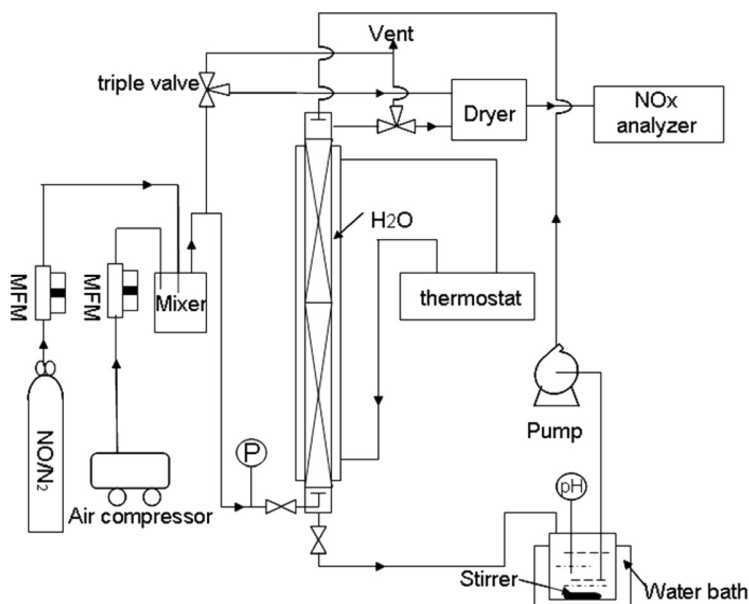 Vent
triple valve
Dryer
NOx
analyzer
H2O
MFM
MFM
Mixer
thermostat
NO/N2
P
Pump
Air compressor
pH
Stirrer
Water bath